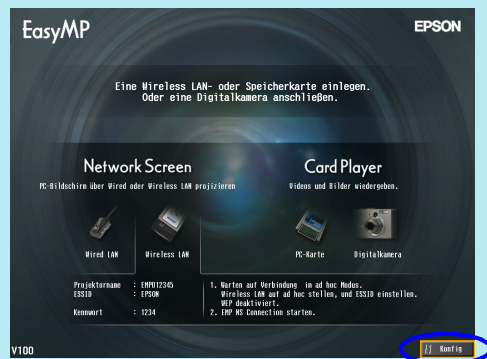 EasyMP
EPSON
Eine Wireless LAN- oder Speicherkarte einlegen.
Oder eine Digitalkamera anschließen.
Network Screen
PC-Bildschirm über Wired oder Wireless LAN projizieren
Wired LAN
Wireless LAN
Card Player
Videos und Bilder wiedergeben.
PC-Karte
Digitalkamera
Projektorname : EMP012345
ESSID : EPSON
Kennwort : 1234
1. Warten auf Verbindung in ad hoc Modus.
Wireless LAN auf ad hoc stellen, und ESSID einstellen.
WEP deaktiviert.
2. EMP NS Connection starten.
V100
Konfig